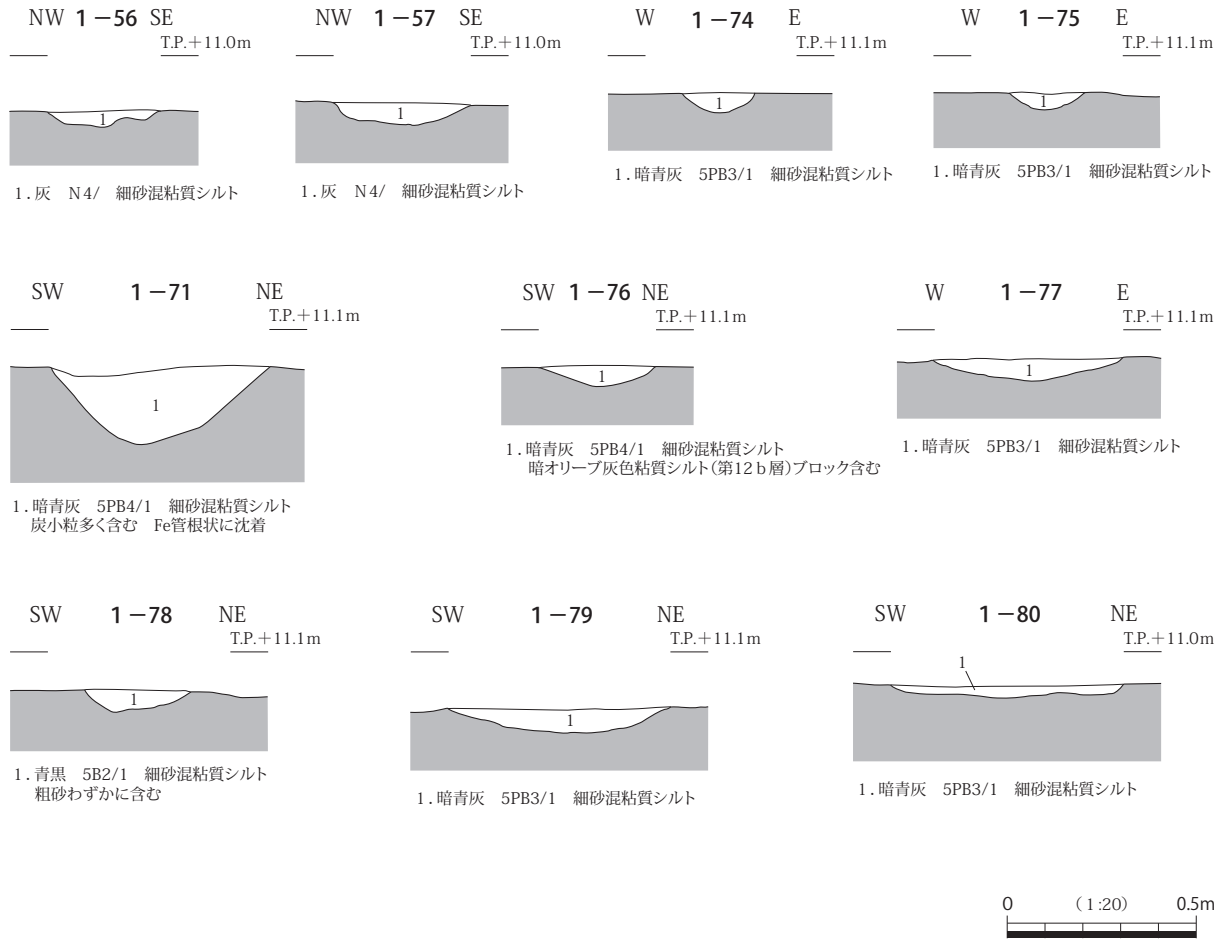 NW 1－56 SE
T.P.＋11.0m
1
1．灰　N 4/　細砂混粘質シルト
NW 1－57 SE
T.P.＋11.0m
1
1．灰　N 4/　細砂混粘質シルト
W 1－74 E
T.P.＋11.1m
1
1．暗青灰　5PB3/1　細砂混粘質シルト
W 1－75 E
T.P.＋11.1m
1
1．暗青灰　5PB3/1　細砂混粘質シルト
SW 1－71 NE
T.P.＋11.1m
1
1．暗青灰　5PB4/1　細砂混粘質シルト
炭小粒多く含む　Fe管根状に沈着
SW 1－76 NE
T.P.＋11.1m
1
1．暗青灰　5PB4/1　細砂混粘質シルト
暗オリーブ灰色粘質シルト（第12ｂ層）ブロック含む
W 1－77 E
T.P.＋11.1m
1
1．暗青灰　5PB3/1　細砂混粘質シルト
SW 1－78 NE
T.P.＋11.1m
1
1．青黒　5B2/1　細砂混粘質シルト
粗砂わずかに含む
SW 1－79 NE
T.P.＋11.1m
1
1．暗青灰　5PB3/1　細砂混粘質シルト
SW 1－80 NE
T.P.＋11.0m
1
1．暗青灰　5PB3/1　細砂混粘質シルト
0 （1:20） 0.5m